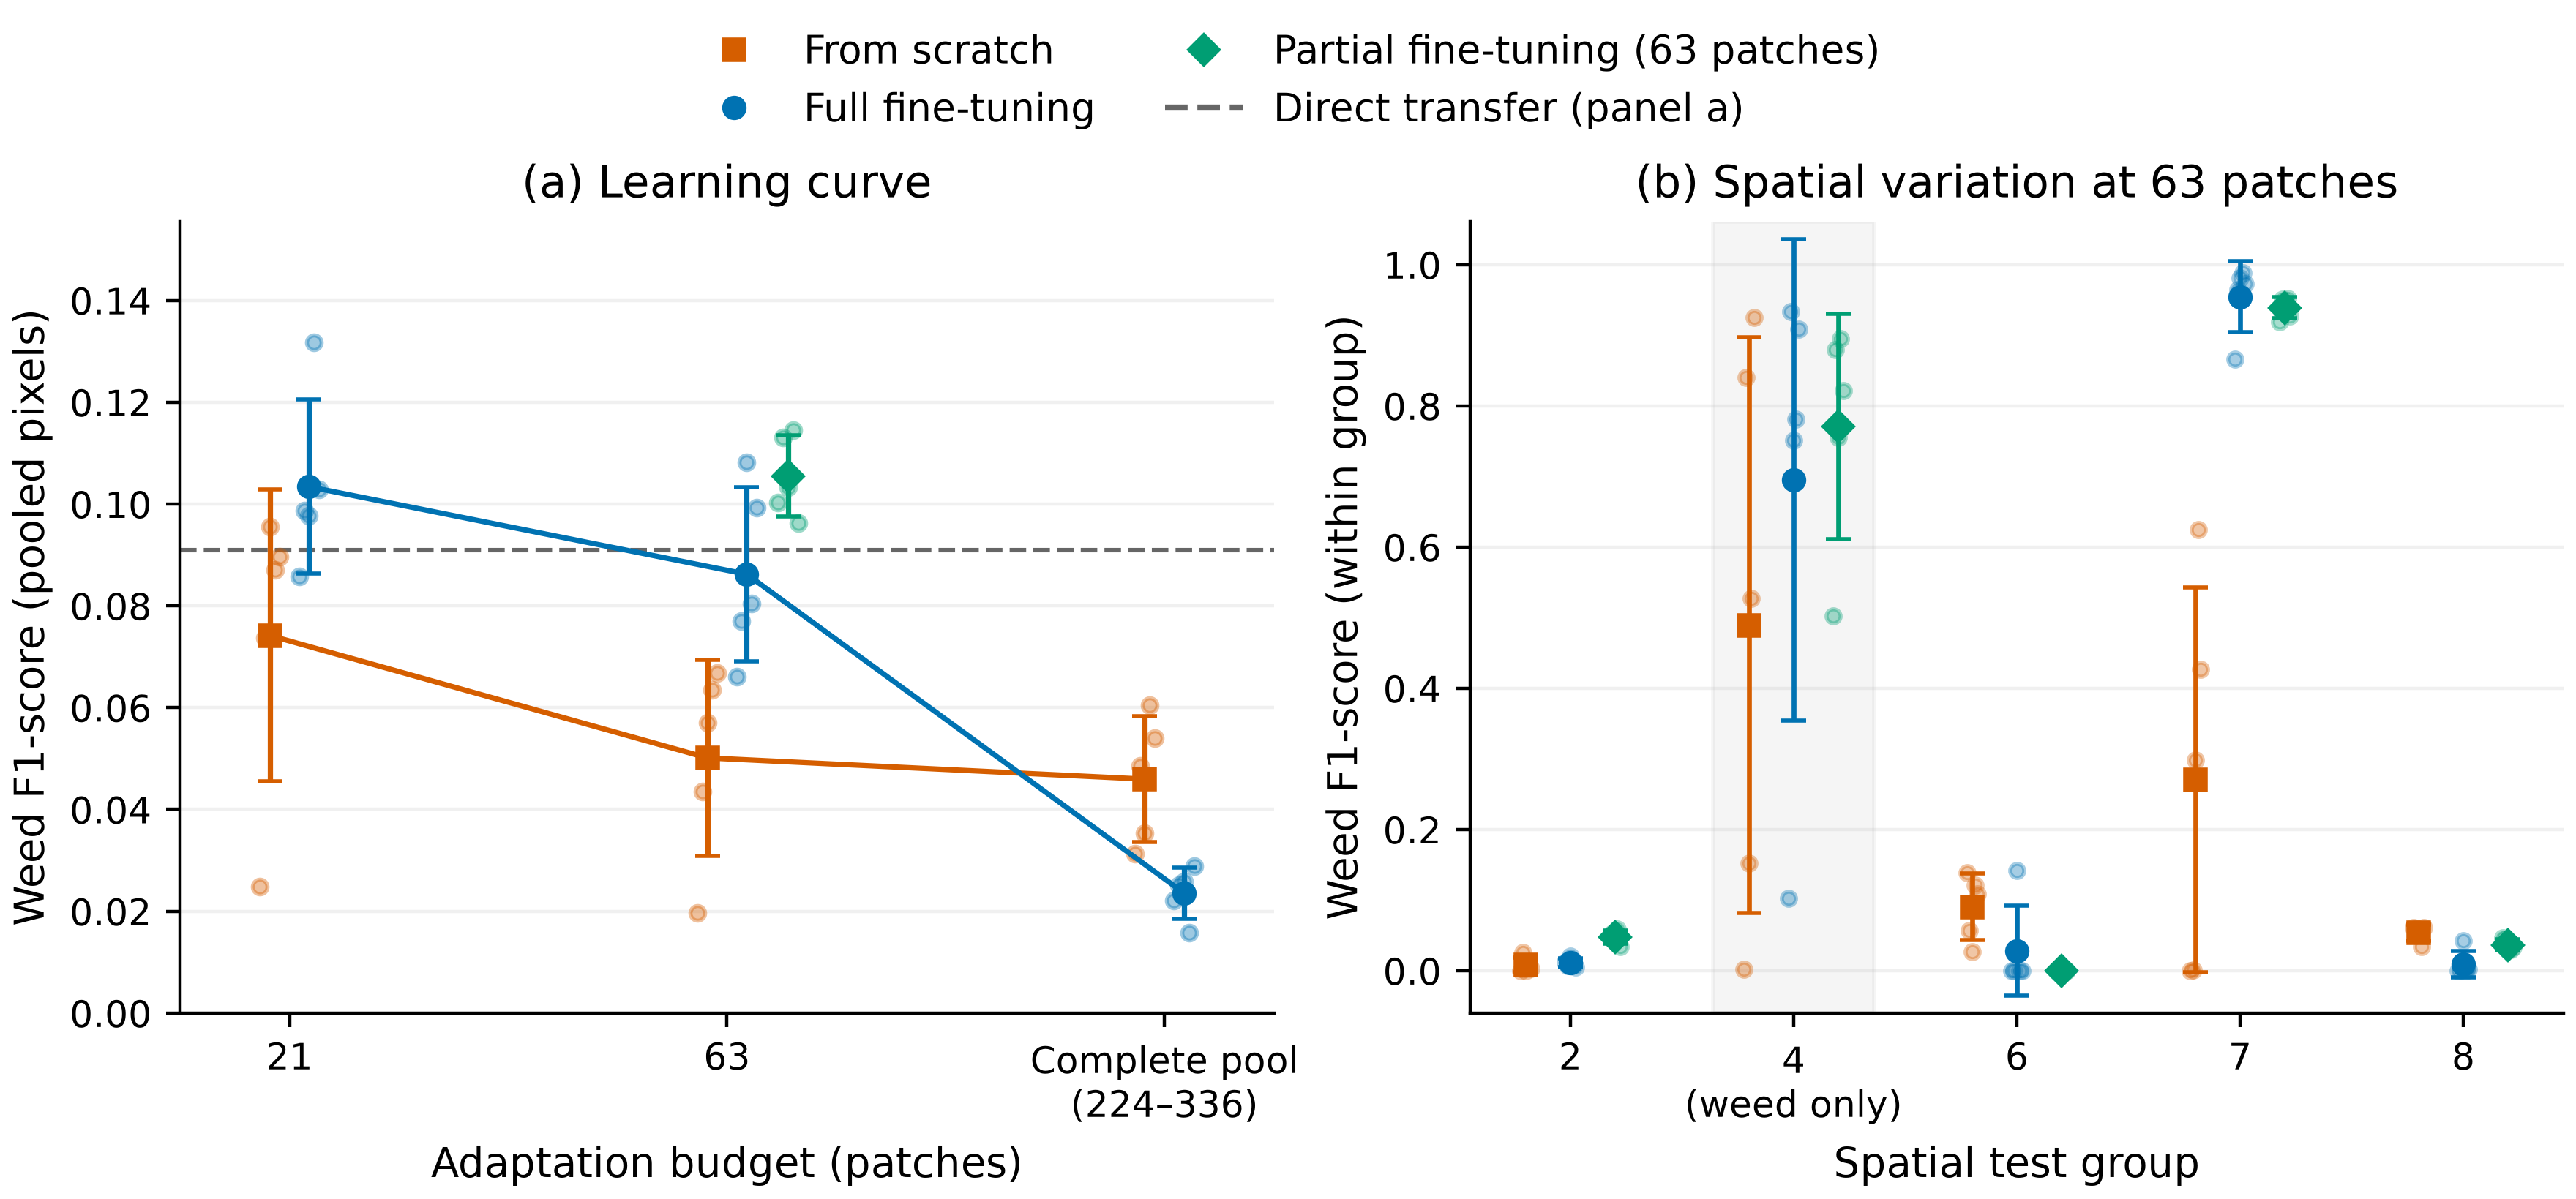 From scratch
Full fine-tuning
Partial fine-tuning (63 patches)
Direct transfer (panel a)
(a) Learning curve
Weed F1-score (pooled pixels)
0.14
0.12
0.10
0.08
0.06
0.04
0.02
0.00
21
63
Complete pool
(224–336)
Adaptation budget (patches)
(b) Spatial variation at 63 patches
Weed F1-score (within group)
1.0
0.8
0.6
0.4
0.2
0.0
2
4
(weed only)
6
7
8
Spatial test group